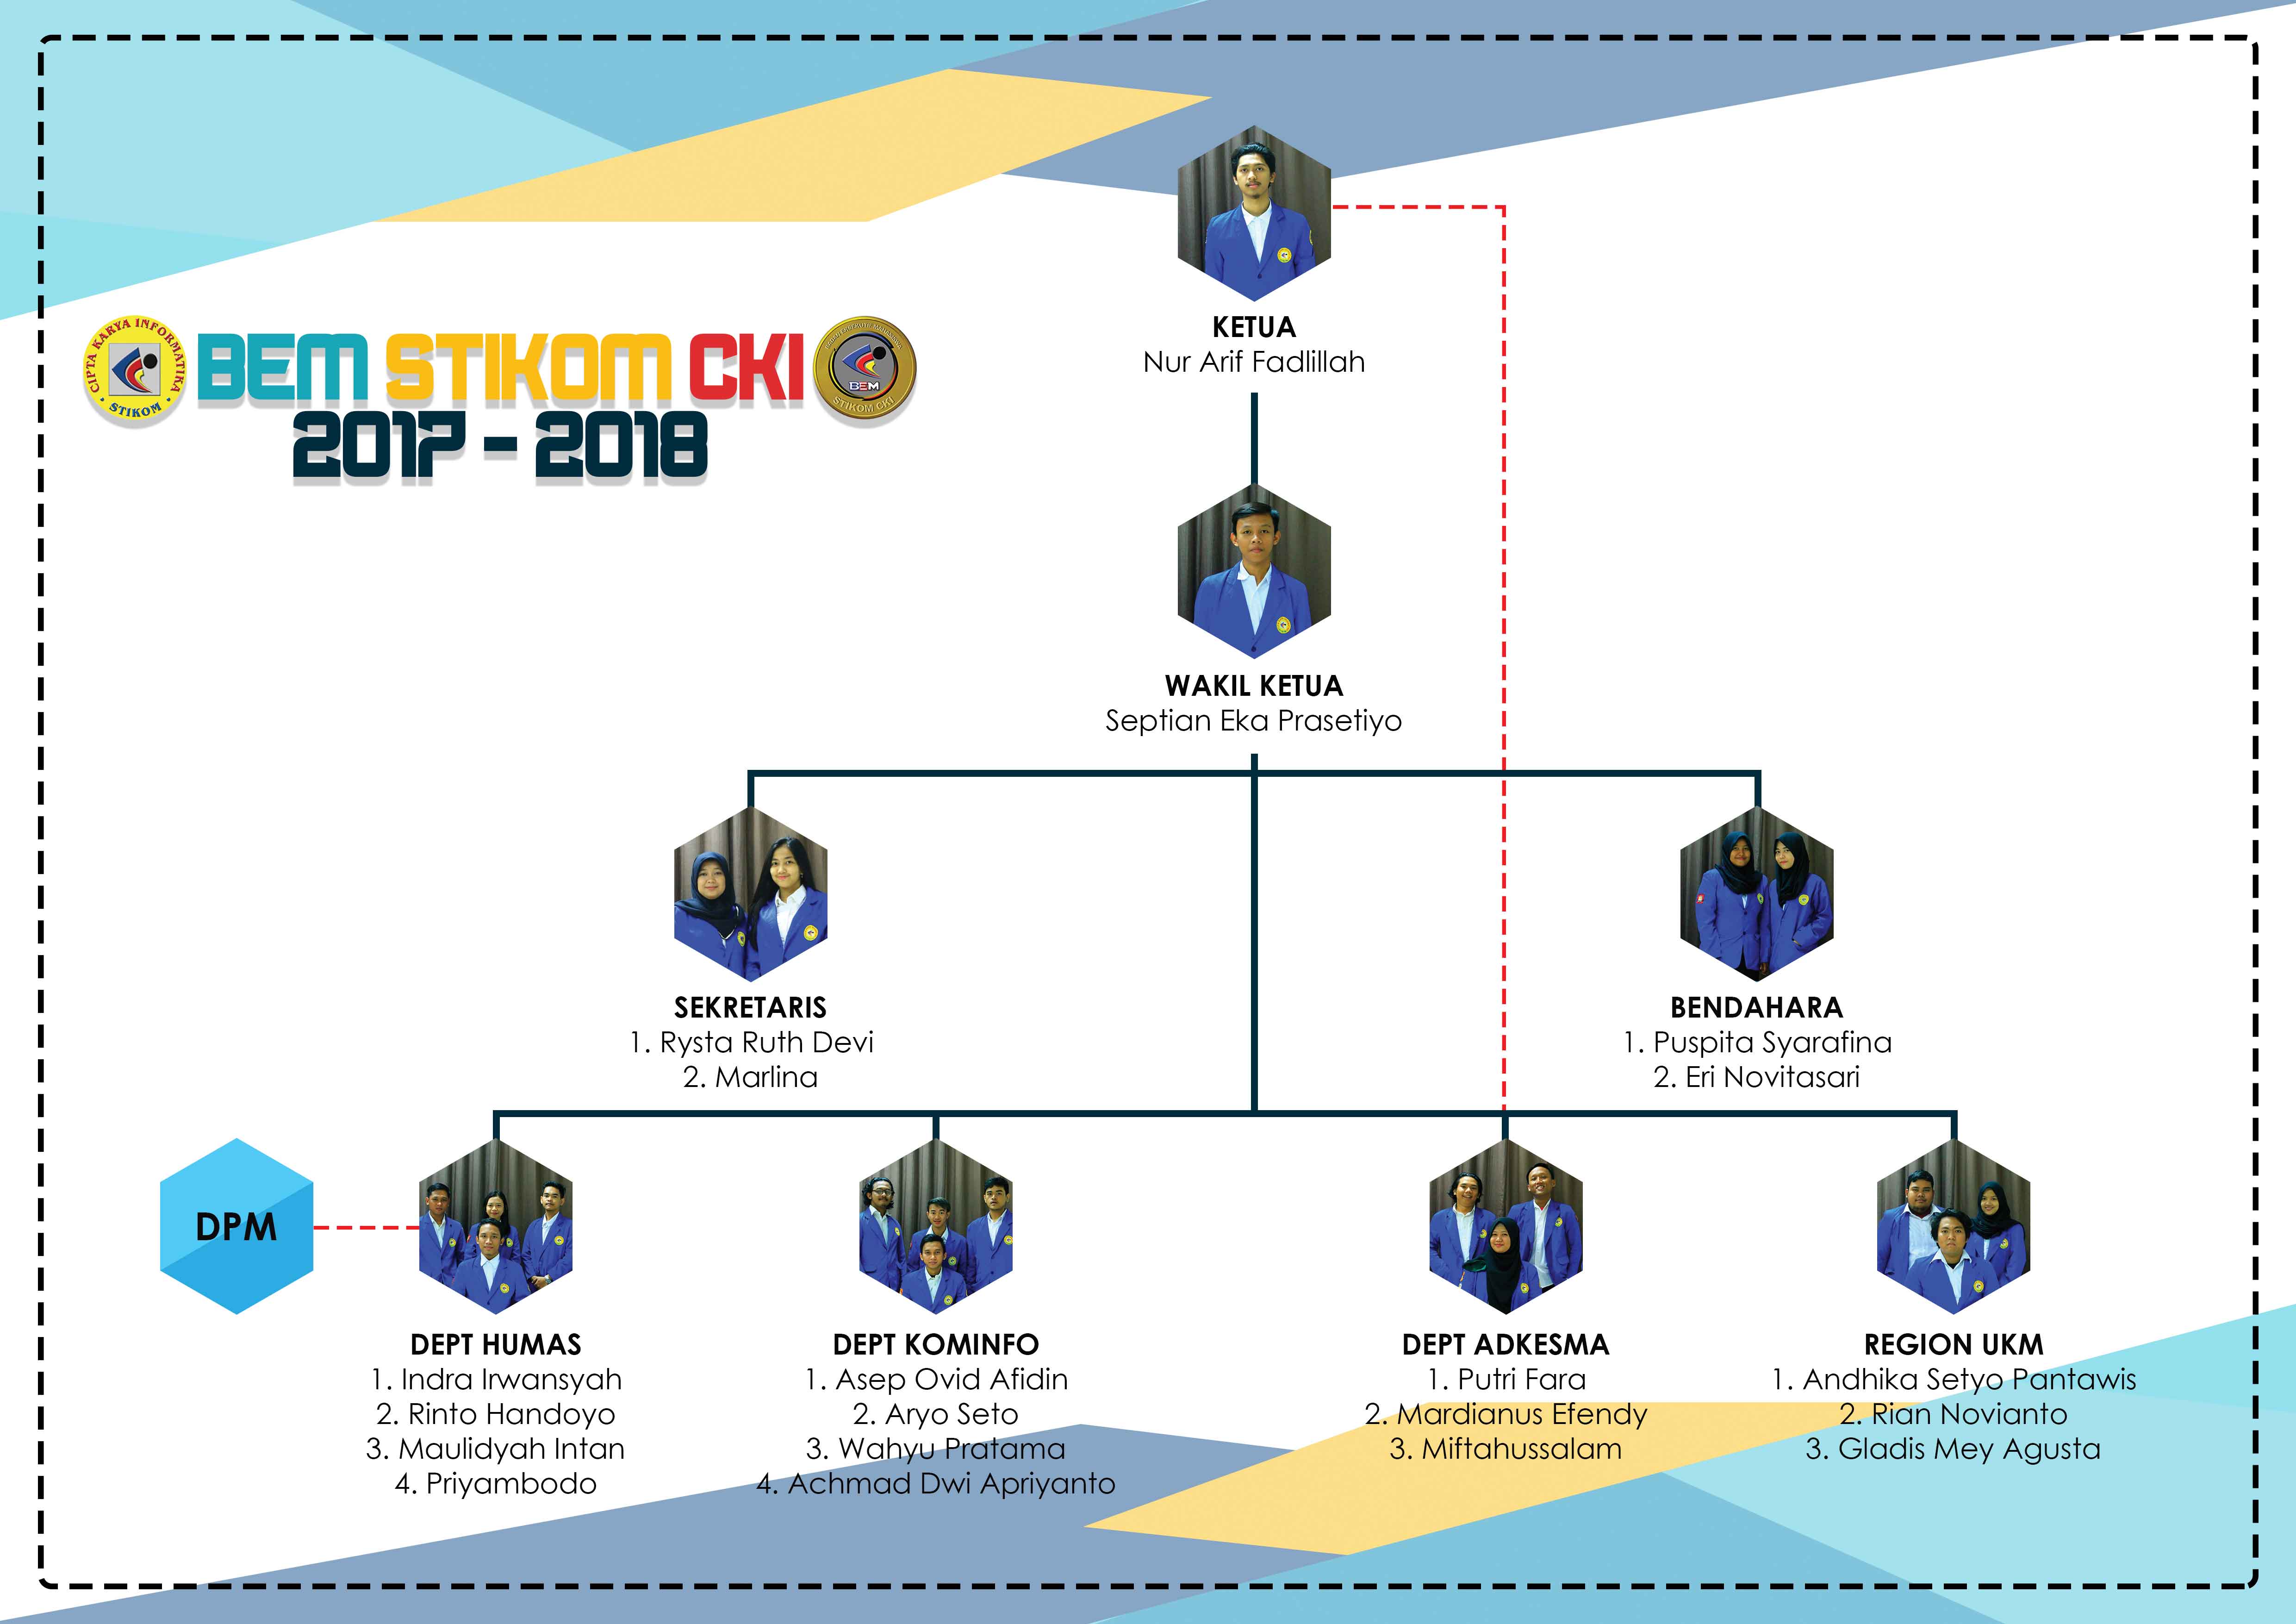 CIPTA KARYA INFORMATIKA
STIKOM
BEM STIKOM CKI
2017 - 2018
BEM
STIKOM CKI
KETUA
Nur Arif Fadlillah
WAKIL KETUA
Septian Eka Prasetiyo
SEKRETARIS
1. Rysta Ruth Devi
2. Marlina
BENDAHARA
1. Puspita Syarafina
2. Eri Novitasari
DPM
DEPT HUMAS
1. Indra Irwansyah
2. Rinto Handoyo
3. Maulidyah Intan
4. Priyambodo
DEPT KOMINFO
1. Asep Ovid Afidin
2. Aryo Seto
3. Wahyu Pratama
4. Achmad Dwi Apriyanto
DEPT ADKESMA
1. Putri Fara
2. Mardianus Efendy
3. Miftahussalam
REGION UKM
1. Andhika Setyo Pantawis
2. Rian Novianto
3. Gladis Mey Agusta